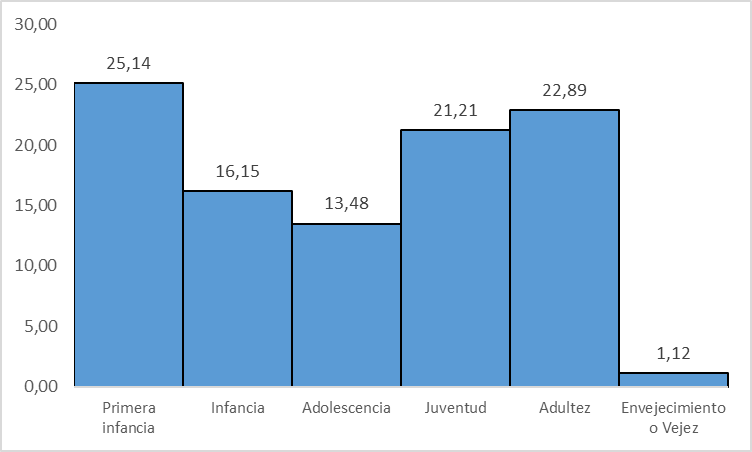 30,00
25,00
20,00
15,00
10,00
5,00
0,00
25,14
16,15
13,48
21,21
22,89
1,12
Primera
infancia
Infancia
Adolescencia
Juventud
Adultez
Envejecimiento
o Vejez